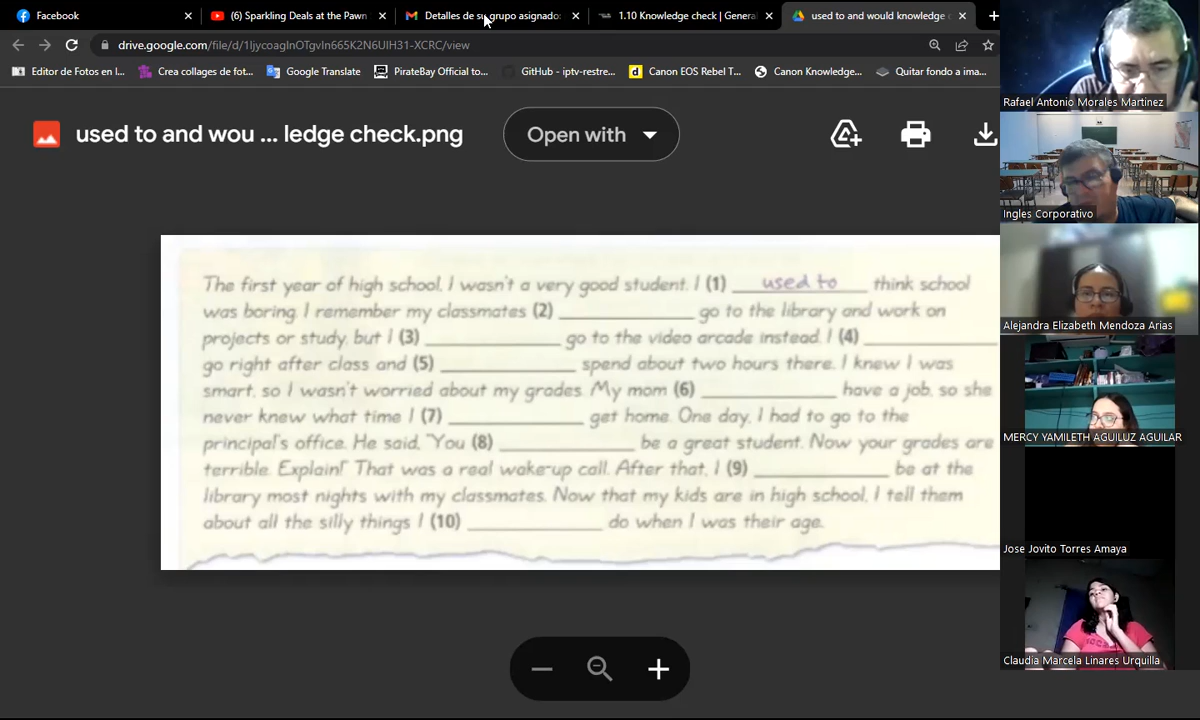 Facebook
(6) Sparkling Deals at the Pawn
Detalles de su grupo asignado:
1.10 Knowledge check | General
used to and would knowledge c
drive.google.com/file/d/1IjycoagInOTgvIn665K2N6UIH31-XCRC/view
Editor de Fotos en l...
Crea collages de fot...
Google Translate
PirateBay Official to...
GitHub - iptv-restre...
Canon EOS Rebel T...
Canon Knowledge...
Quitar fondo a ima...
used to and wou ... ledge check.png
Open with
The first year of high school, I wasn't a very good student. I (1) used to think school
was boring. I remember my classmates (2) ____________ go to the library and work on
projects or study, but I (3) ____________ go to the video arcade instead. I (4) ____________
go right after class and (5) ____________ spend about two hours there. I knew I was
smart, so I wasn't worried about my grades. My mom (6) ____________ have a job, so she
never knew what time I (7) ____________ get home. One day, I had to go to the
principal's office. He said, "You (8) ____________ be a great student. Now your grades are
terrible. Explain!" That was a real wake-up call. After that, I (9) ____________ be at the
library most nights with my classmates. Now that my kids are in high school, I tell them
about all the silly things I (10) ____________ do when I was their age.
Rafael Antonio Morales Martinez
Ingles Corporativo
Alejandra Elizabeth Mendoza Arias
MERCY YAMILETH AGUILUZ AGUILAR
Jose Jovito Torres Amaya
Claudia Marcela Linares Urquilla